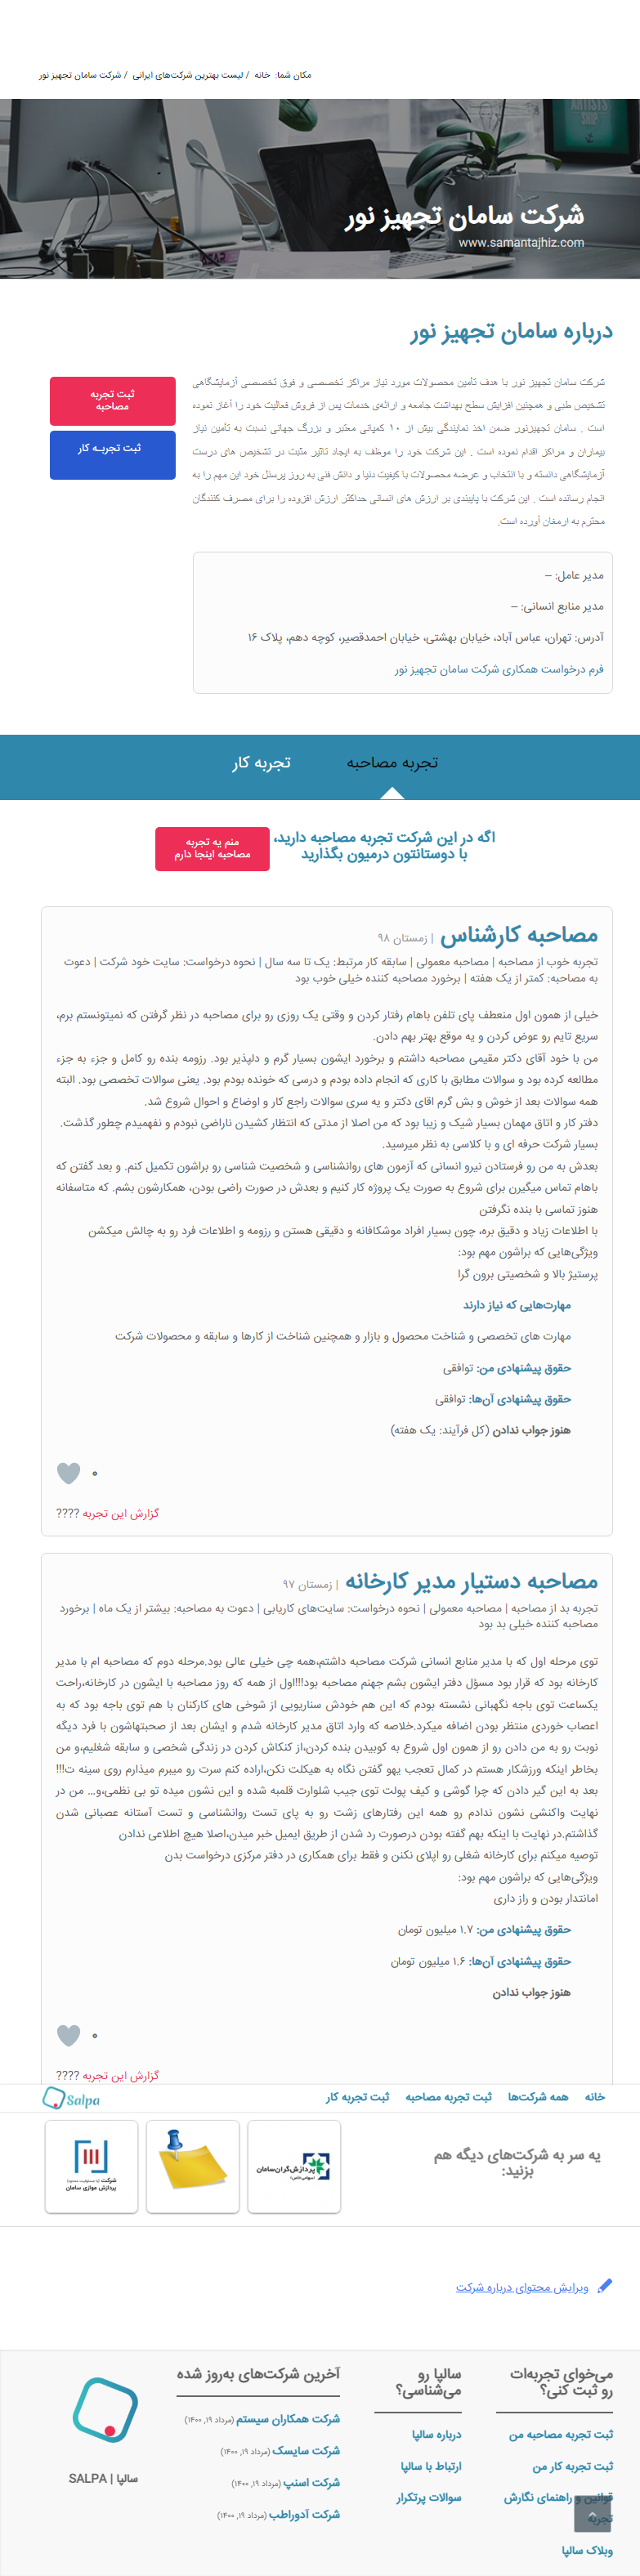 مکان شما: خانه / لیست بهترین شرکت‌های ایرانی / شرکت سامان تجهیز نور
شرکت سامان تجهیز نور
www.samantajhiz.com
درباره سامان تجهیز نور
شرکت سامان تجهیز نور با هدف تأمین محصولات مورد نیاز مراکز تخصصی و فوق تخصصی آزمایشگاهی
تشخیص طبی و همچنین افزایش سطح بهداشت جامعه و ارائه‌ی خدمات پس از فروش فعالیت خود را آغاز نموده
است . سامان تجهیزنور ضمن اخذ نمایندگی بیش از ۱۰ کمپانی معتبر و بزرگ جهانی نسبت به تأمین نیاز
بیماران و مراکز اقدام نموده است . این شرکت خود را موظف به ایجاد تاثیر مثبت در تشخیص های درست
آزمایشگاهی دانسته و با انتخاب و عرضه محصولات با کیفیت دنیا و دانش فنی به روز پرسنل خود این مهم را به
انجام رسانده است . این شرکت با پایبندی بر ارزش های انسانی حداکثر ارزش افزوده را برای مصرف کنندگان
محترم به ارمغان آورده است.
ثبت تجربه
مصاحبه
ثبت تجربـه کار
مدیر عامل: –
مدیر منابع انسانی: –
آدرس: تهران، عباس آباد، خیابان بهشتی، خیابان احمدقصیر، کوچه دهم، پلاک ۱۶
فرم درخواست همکاری شرکت سامان تجهیز نور
تجربه مصاحبه
تجربه کار
اگه در این شرکت تجربه مصاحبه دارید،
با دوستانتون درمیون بگذارید
منم یه تجربه
مصاحبه اینجا دارم
مصاحبه کارشناس | زمستان ۹۸
تجربه خوب از مصاحبه | مصاحبه معمولی | سابقه کار مرتبط: یک تا سه سال | نحوه درخواست: سایت خود شرکت | دعوت
به مصاحبه: کمتر از یک هفته | برخورد مصاحبه کننده خیلی خوب بود
خیلی از همون اول منعطف پای تلفن باهام رفتار کردن و وقتی یک روزی رو برای مصاحبه در نظر گرفتن که نمیتونستم برم،
سریع تایم رو عوض کردن و یه موقع بهتر بهم دادن.
من با خود آقای دکتر مقیمی مصاحبه داشتم و برخورد ایشون بسیار گرم و دلپذیر بود. رزومه بنده رو کامل و جزء به جزء
مطالعه کرده بود و سوالات مطابق با کاری که انجام داده بودم و درسی که خونده بودم بود. یعنی سوالات تخصصی بود. البته
همه سوالات بعد از خوش و بش گرم اقای دکتر و یه سری سوالات راجع کار و اوضاع و احوال شروع شد.
دفتر کار و اتاق مهمان بسیار شیک و زیبا بود که من اصلا از مدتی که انتظار کشیدن ناراضی نبودم و نفهمیدم چطور گذشت.
بسیار شرکت حرفه ای و با کلاسی به نظر میرسید.
بعدش به من رو فرستادن نیرو انسانی که آزمون های روانشناسی و شخصیت شناسی رو براشون تکمیل کنم. و بعد گفتن که
باهام تماس میگیرن برای شروع به صورت یک پروژه کار کنیم و بعدش در صورت راضی بودن، همکارشون بشم. که متاسفانه
هنوز تماسی با بنده نگرفتن
با اطلاعات زیاد و دقیق بره، چون بسیار افراد موشکافانه و دقیقی هستن و رزومه و اطلاعات فرد رو به چالش میکشن
ویژگی‌هایی که براشون مهم بود:
پرستیژ بالا و شخصیتی برون گرا
مهارت‌هایی که نیاز دارند
مهارت های تخصصی و شناخت محصول و بازار و همچنین شناخت از کارها و سابقه و محصولات شرکت
حقوق پیشنهادی من: توافقی
حقوق پیشنهادی آن‌ها: توافقی
هنوز جواب ندادن (کل فرآیند: یک هفته)
۰
گزارش این تجربه ????
مصاحبه دستیار مدیر کارخانه | زمستان ۹۷
تجربه بد از مصاحبه | مصاحبه معمولی | نحوه درخواست: سایت‌های کاریابی | دعوت به مصاحبه: بیشتر از یک ماه | برخورد
مصاحبه کننده خیلی بد بود
توی مرحله اول که با مدیر منابع انسانی شرکت مصاحبه داشتم،همه چی خیلی عالی بود.مرحله دوم که مصاحبه ام با مدیر
کارخانه بود که قرار بود مسؤل دفتر ایشون بشم جهنم مصاحبه بود!!!اول از همه که روز مصاحبه با ایشون در کارخانه،راحت
یکساعت توی باجه نگهبانی نشسته بودم که این هم خودش سناریویی از شوخی های کارکنان با هم توی باجه بود که به
اعصاب خوردی منتظر بودن اضافه میکرد.خلاصه که وارد اتاق مدیر کارخانه شدم و ایشان بعد از صحبتهاشون با فرد دیگه
نوبت رو به من دادن رو از همون اول شروع به کوبیدن بنده کردن،از کنکاش کردن در زندگی شخصی و سابقه شغلیم،و من
بخاطر اینکه ورزشکار هستم در کمال تعجب یهو گفتن نگاه به هیکلت نکن،اراده کنم سرت رو میبرم میذارم روی سینه ت!!!
بعد به این گیر دادن که چرا گوشی و کیف پولت توی جیب شلوارت قلمبه شده و این نشون میده تو بی نظمی،و... من در
نهایت واکنشی نشون ندادم رو همه این رفتارهای زشت رو به پای تست روانشناسی و تست آستانه عصبانی شدن
گذاشتم.در نهایت با اینکه بهم گفته بودن درصورت رد شدن از طریق ایمیل خبر میدن،اصلا هیچ اطلاعی ندادن
توصیه میکنم برای کارخانه شغلی رو اپلای نکنن و فقط برای همکاری در دفتر مرکزی درخواست بدن
ویژگی‌هایی که براشون مهم بود:
امانتدار بودن و راز داری
حقوق پیشنهادی من: ۱.۷ میلیون تومان
حقوق پیشنهادی آن‌ها: ۱.۶ میلیون تومان
هنوز جواب ندادن
۰
گزارش این تجربه ????
خانه همه شرکت‌ها ثبت تجربه مصاحبه ثبت تجربه کار
Salpa
یه سر به شرکت‌های دیگه هم
بزنید:
پردازش‌گران‌سامان
شرکت
پردازش موازی سامان
ویرایش محتوای درباره شرکت
می‌خوای تجربه‌ات
رو ثبت کنی؟
ثبت تجربه مصاحبه من
ثبت تجربه کار من
قوانین و راهنمای نگارش
تجربه
وبلاگ سالپا
سالپا رو
می‌شناسی؟
درباره سالپا
ارتباط با سالپا
سوالات پرتکرار
آخرین شرکت‌های به‌روز شده
شرکت همکاران سیستم (مرداد ۱۹, ۱۴۰۰)
شرکت سایسک (مرداد ۱۹, ۱۴۰۰)
شرکت اسنپ (مرداد ۱۹, ۱۴۰۰)
شرکت آدوراطب (مرداد ۱۹, ۱۴۰۰)
سالپا | SALPA